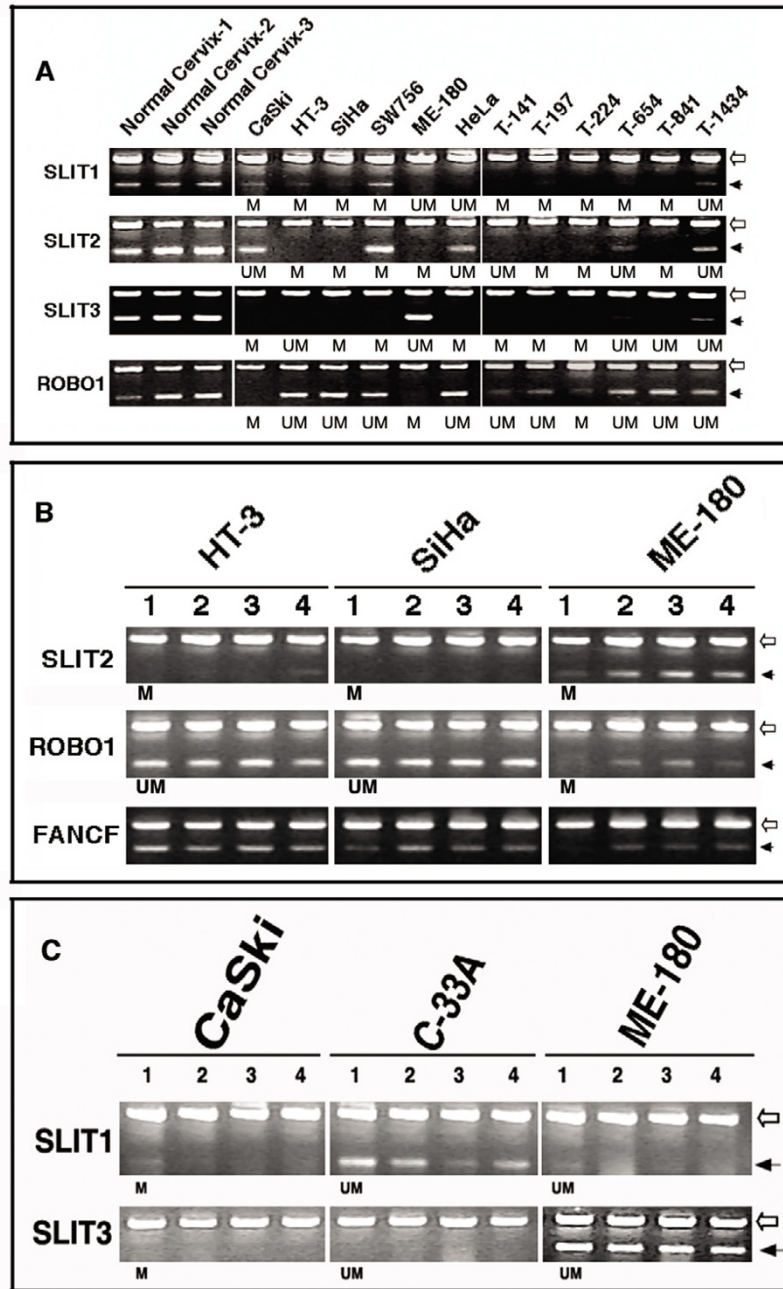 A
Normal Cervix-1 Normal Cervix-2 Normal Cervix-3 CaSki HT-3 SiHa SW756 ME-180 HeLa T-141 T-197 T-224 T-654 T-841 T-1434
SLIT1
M M M M UM UM M M M M M UM
SLIT2
UM M M UM M UM UM M M UM M UM
SLIT3
M UM M M UM M M M M UM UM UM
ROBO1
M UM UM UM M UM UM UM M UM UM UM
B
HT-3 SiHa ME-180
1 2 3 4 1 2 3 4 1 2 3 4
SLIT2
M M M
ROBO1
UM UM M
FANCF
C
CaSki C-33A ME-180
1 2 3 4 1 2 3 4 1 2 3 4
SLIT1
M UM UM
SLIT3
M UM UM